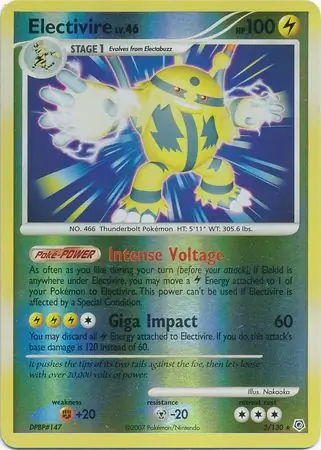 Electivire LV.46 HP 100
STAGE 1 Evolves from Electabuzz
NO. 466 Thunderbolt Pokémon HT: 5'11" WT: 305.6 lbs.
Poké-POWER Intense Voltage
As often as you like during your turn (before your attack), if Elekid is
anywhere under Electivire, you may move a Energy attached to 1 of
your Pokémon to Electivire. This power can't be used if Electivire is
affected by a Special Condition.
Giga Impact 60
You may discard all Energy attached to Electivire. If you do, this attack's
base damage is 120 instead of 60.
It pushes the tips of its two tails against the foe, then lets loose
with over 20,000 volts of power.
Illus. Nakaoka
weakness resistance retreat cost
+20 -20
DPBP#147 ©2007 Pokémon/Nintendo 3/130 ★